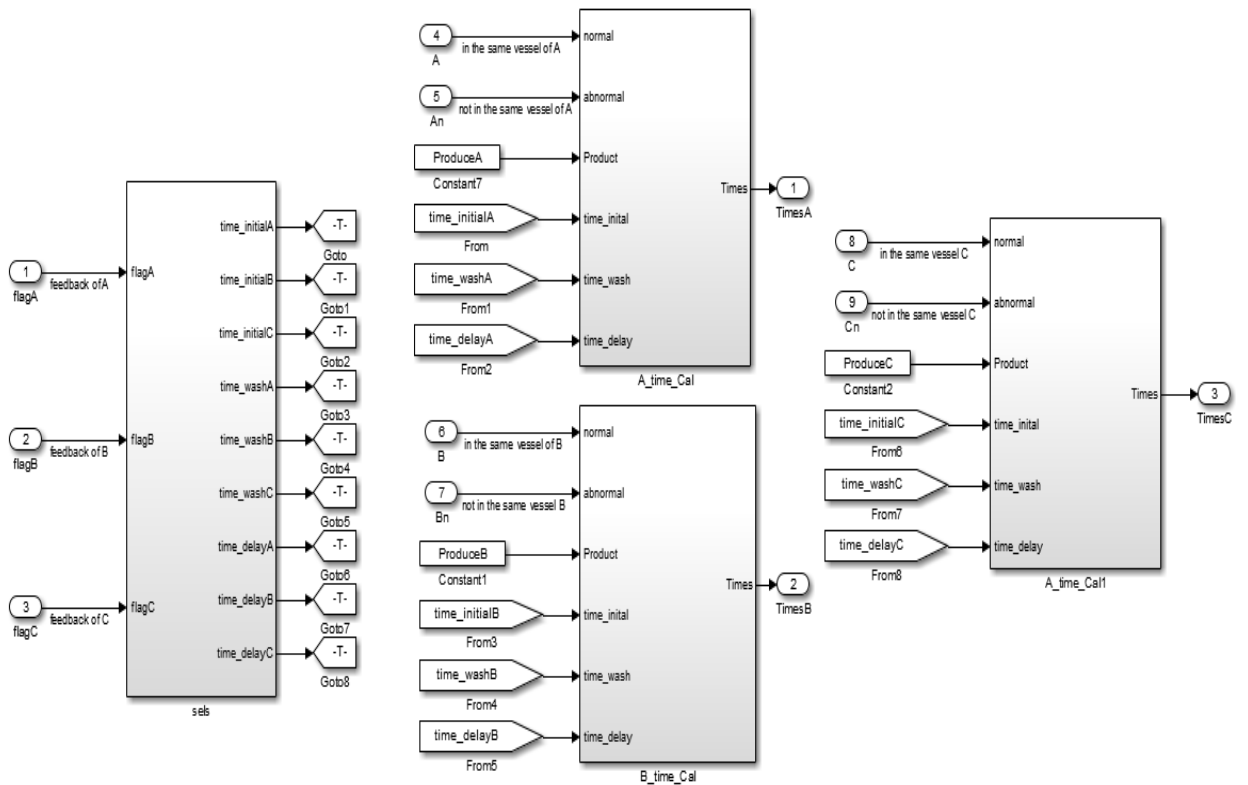 1
flagA
feedback of A
2
flagB
feedback of B
3
flagC
feedback of C
flagA
flagB
flagC
time_initialA
time_initialB
time_initialC
time_washA
time_washB
time_washC
time_delayA
time_delayB
time_delayC
sels
-T-
Goto
-T-
Goto1
-T-
Goto2
-T-
Goto3
-T-
Goto4
-T-
Goto5
-T-
Goto6
-T-
Goto7
-T-
Goto8
4
A
in the same vessel of A
5
An
not in the same vessel of A
ProduceA
Constant7
time_initialA
From
time_washA
From1
time_delayA
From2
normal
abnormal
Product
time_inital
time_wash
time_delay
Times
A_time_Cal
1
TimesA
6
B
in the same vessel of B
7
Bn
not in the same vessel B
ProduceB
Constant1
time_initialB
From3
time_washB
From4
time_delayB
From5
normal
abnormal
Product
time_inital
time_wash
time_delay
Times
B_time_Cal
2
TimesB
8
C
in the same vessel C
9
Cn
not in the same vessel C
ProduceC
Constant2
time_initialC
From6
time_washC
From7
time_delayC
From8
normal
abnormal
Product
time_inital
time_wash
time_delay
Times
A_time_Cal1
3
TimesC